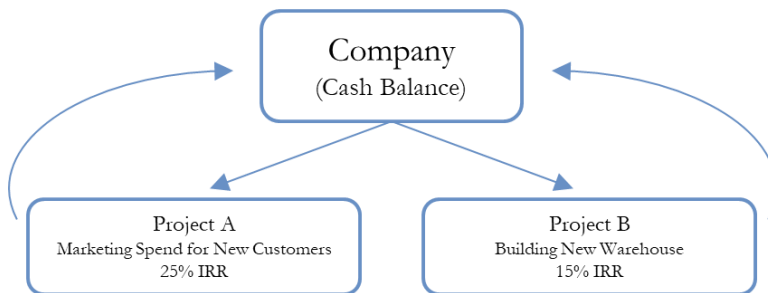 Company
(Cash Balance)
Project A
Marketing Spend for New Customers
25% IRR
Project B
Building New Warehouse
15% IRR